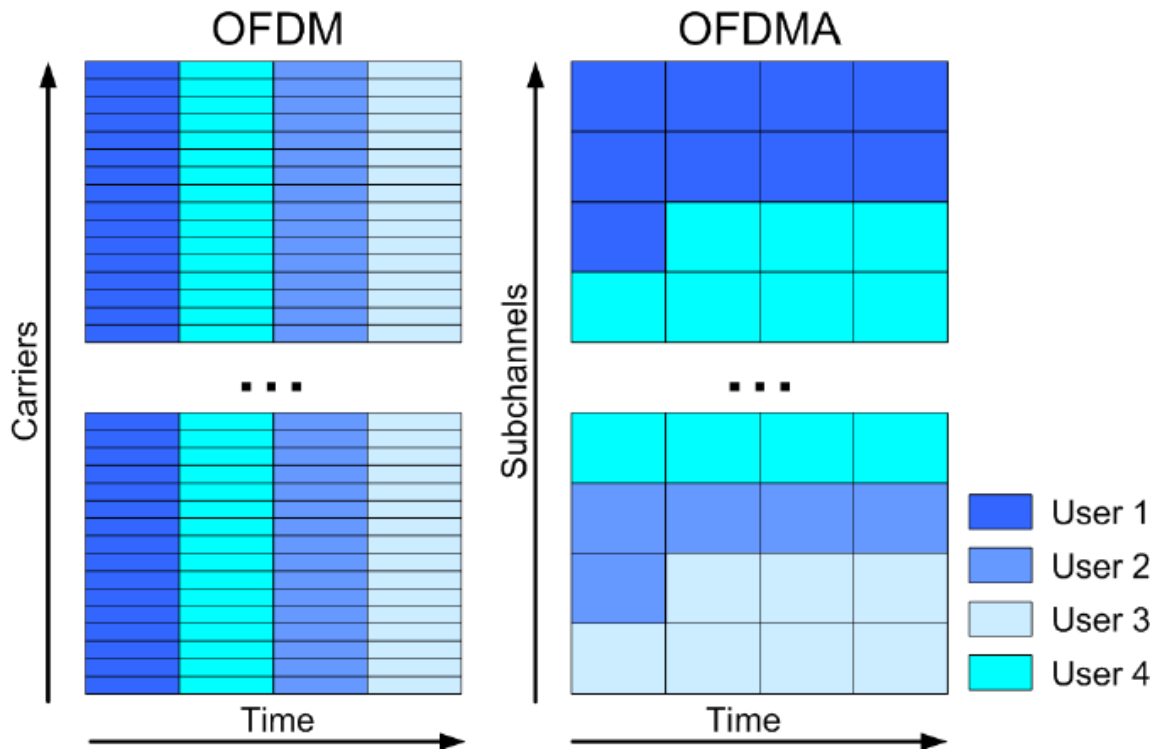 OFDM
OFDMA
Carriers
Subchannels
...
...
User 1
User 2
User 3
User 4
Time
Time